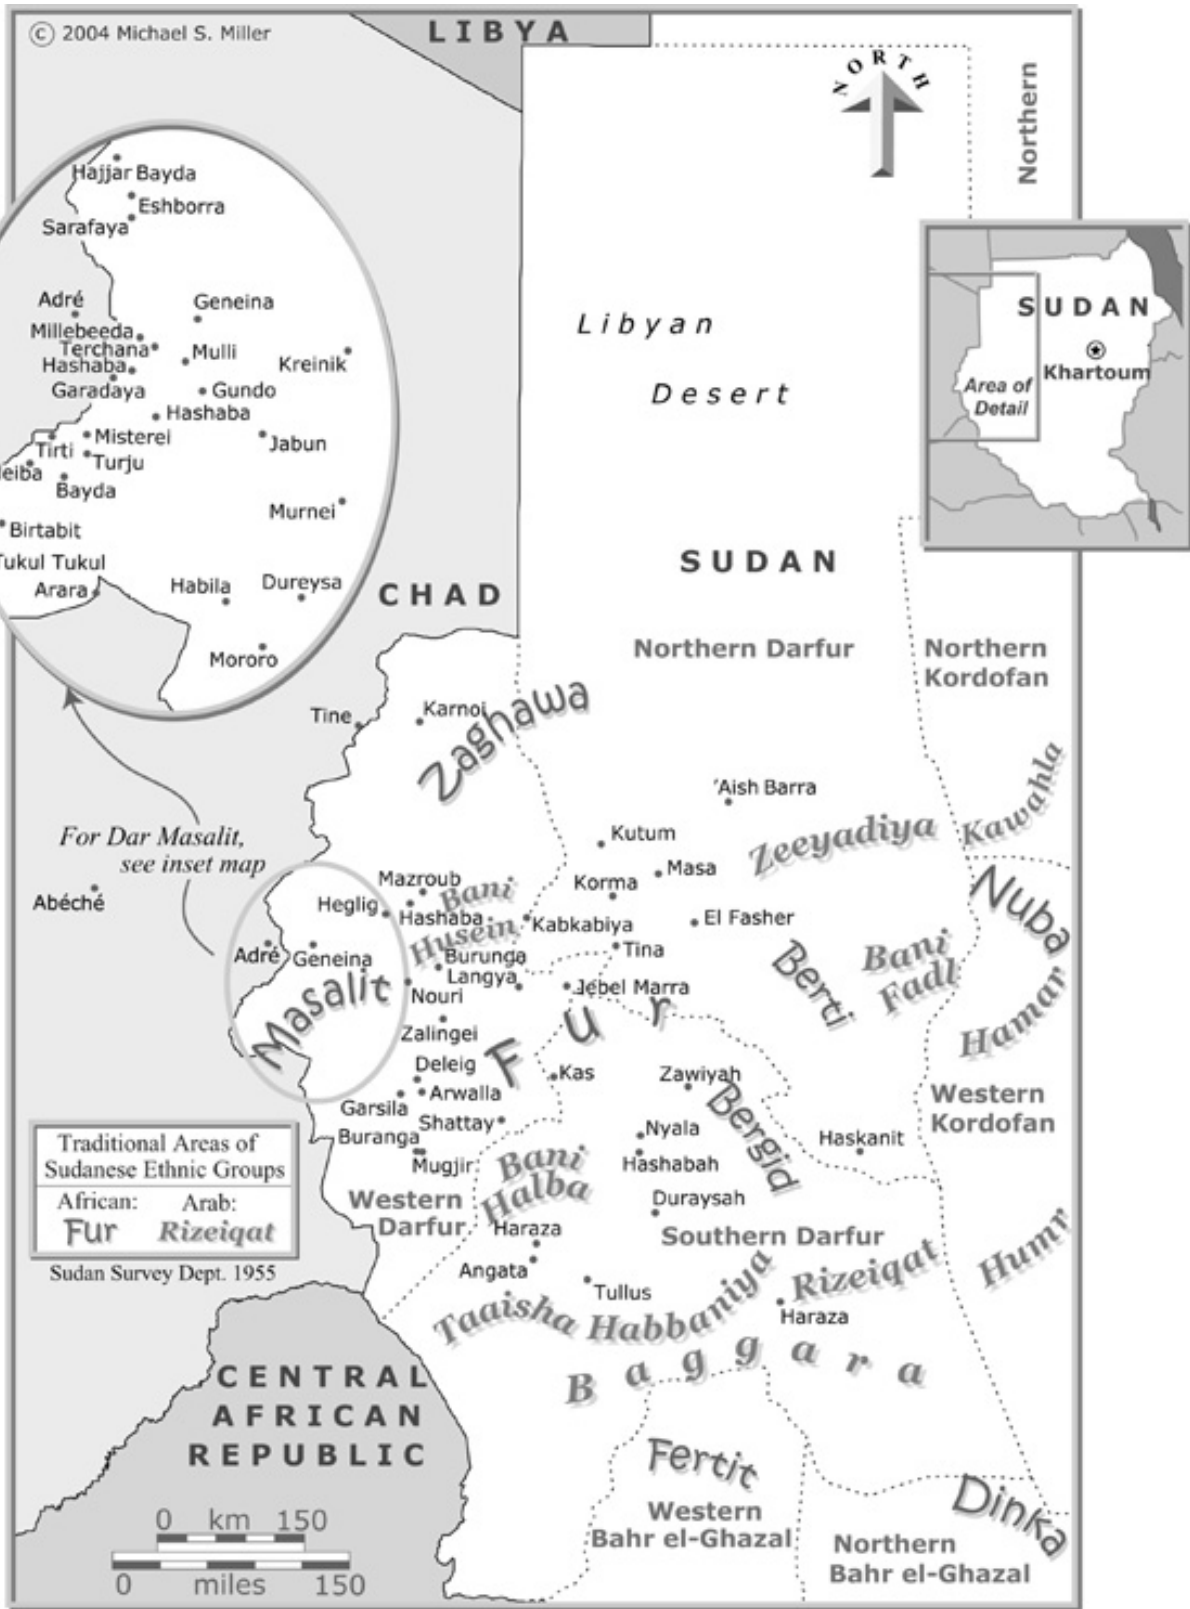 © 2004 Michael S. Miller
LIBYA
NORTH
Northern
Hajjar Bayda
Eshborra
Sarafaya
Adré
Geneina
Millebeeda
Terchana
Mulli
Hashaba
Kreinik
Garadaya
Gundo
Hashaba
Misterei
Jabun
Tirti
Turju
Bayda
Murnei
Birtabit
Tukul Tukul
Arara
Habila
Dureysa
Mororo
Libyan
Desert
SUDAN
Khartoum
Area of
Detail
SUDAN
CHAD
Northern Darfur
Northern
Kordofan
Tine
Karnoi
Zaghawa
'Aish Barra
Kutum
Zeeyadiya
Kawahla
Masa
Korma
For Dar Masalit,
see inset map
Abéché
Mazroub
Bani
Husein
Heglig
Hashaba
Kabkabiya
El Fasher
Nuba
Adré
Geneina
Burunga
Langya
Tina
Berti
Bani
Fadl
Masalit
Nouri
Jebel Marra
Hamar
Zalingei
Fur
Deleig
Kas
Zawiyah
Western
Kordofan
Arwalla
Garsila
Bergid
Shattay
Buranga
Nyala
Haskanit
Mugjir
Bani
Halba
Hashabah
Western
Darfur
Duraysah
Haraza
Southern Darfur
Humr
Angata
Tullus
Rizeiqat
Haraza
Taaisha
Habbaniya
Baggara
Traditional Areas of
Sudanese Ethnic Groups
African: Arab:
Fur Rizeiqat
Sudan Survey Dept. 1955
CENTRAL
AFRICAN
REPUBLIC
Fertit
Western
Bahr el-Ghazal
Dinka
Northern
Bahr el-Ghazal
0 km 150
0 miles 150